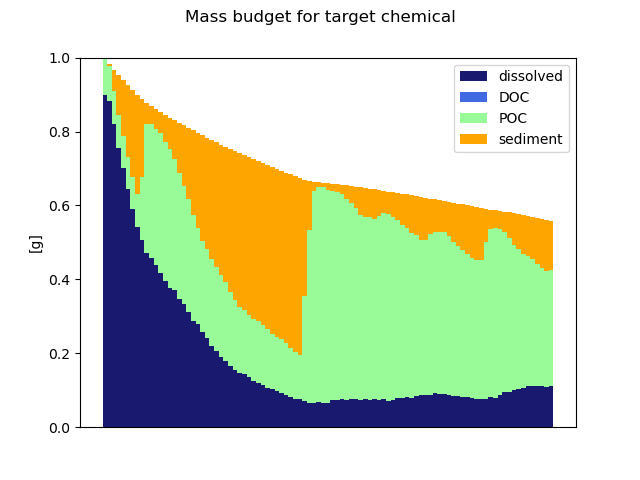 Mass budget for target chemical
1.0
0.8
0.6
0.4
0.2
0.0
[g]
dissolved
DOC
POC
sediment